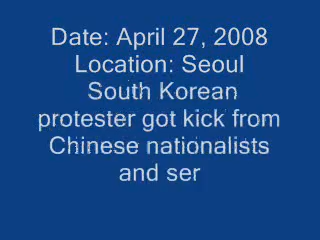 Date: April 27, 2008
Location: Seoul
South Korean
protester got kick from
Chinese nationalists
and ser